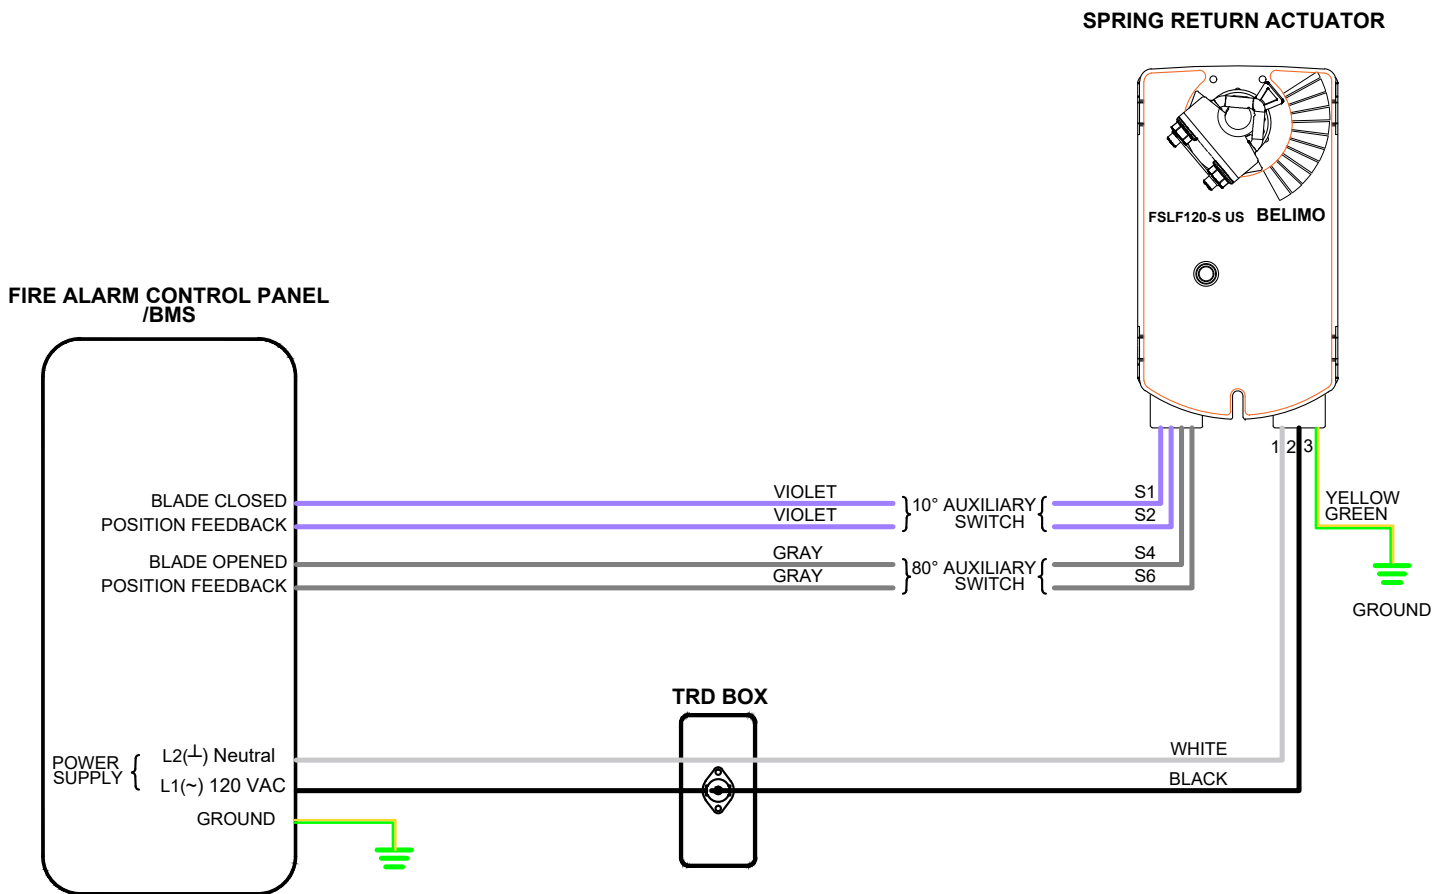 SPRING RETURN ACTUATOR
FSLF120-S US BELIMO
FIRE ALARM CONTROL PANEL
/BMS
1 2 3
BLADE CLOSED
POSITION FEEDBACK
VIOLET
VIOLET
10° AUXILIARY
SWITCH
S1
S2
YELLOW
GREEN
BLADE OPENED
POSITION FEEDBACK
GRAY
GRAY
80° AUXILIARY
SWITCH
S4
S6
GROUND
TRD BOX
POWER
SUPPLY
L2(┴) Neutral
L1(~) 120 VAC
WHITE
BLACK
GROUND